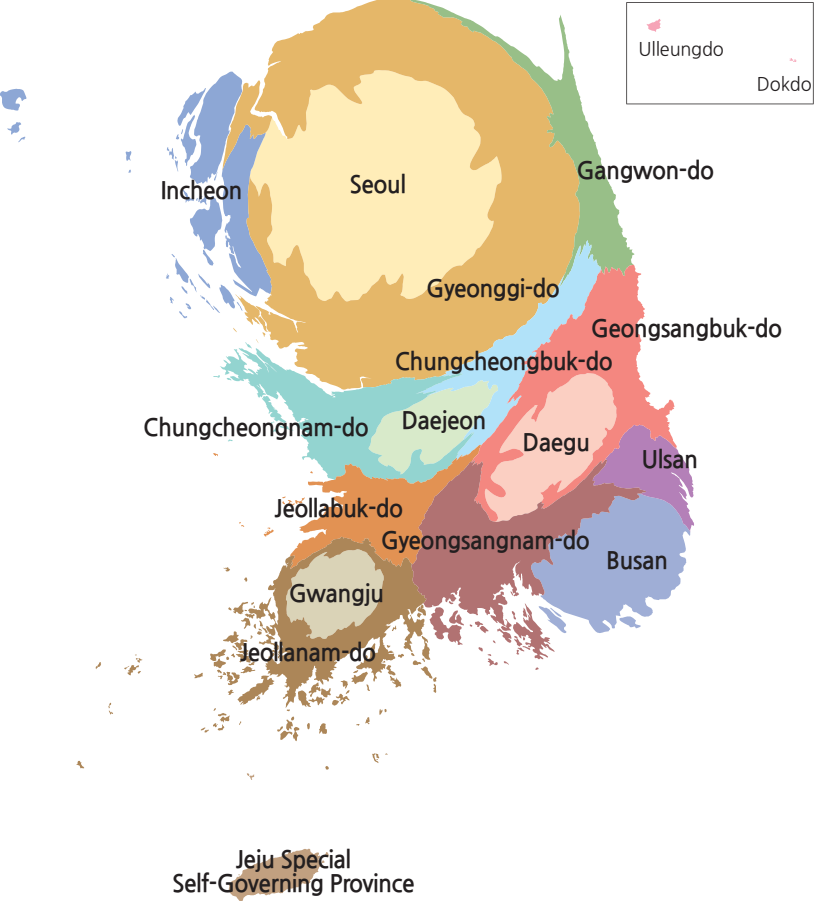 Ulleungdo
Dokdo
Gangwon-do
Seoul
Incheon
Gyeonggi-do
Geongsangbuk-do
Chungcheongbuk-do
Daejeon
Chungcheongnam-do
Daegu
Ulsan
Jeollabuk-do
Gyeongsangnam-do
Busan
Gwangju
Jeollanam-do
Jeju Special
Self-Governing Province